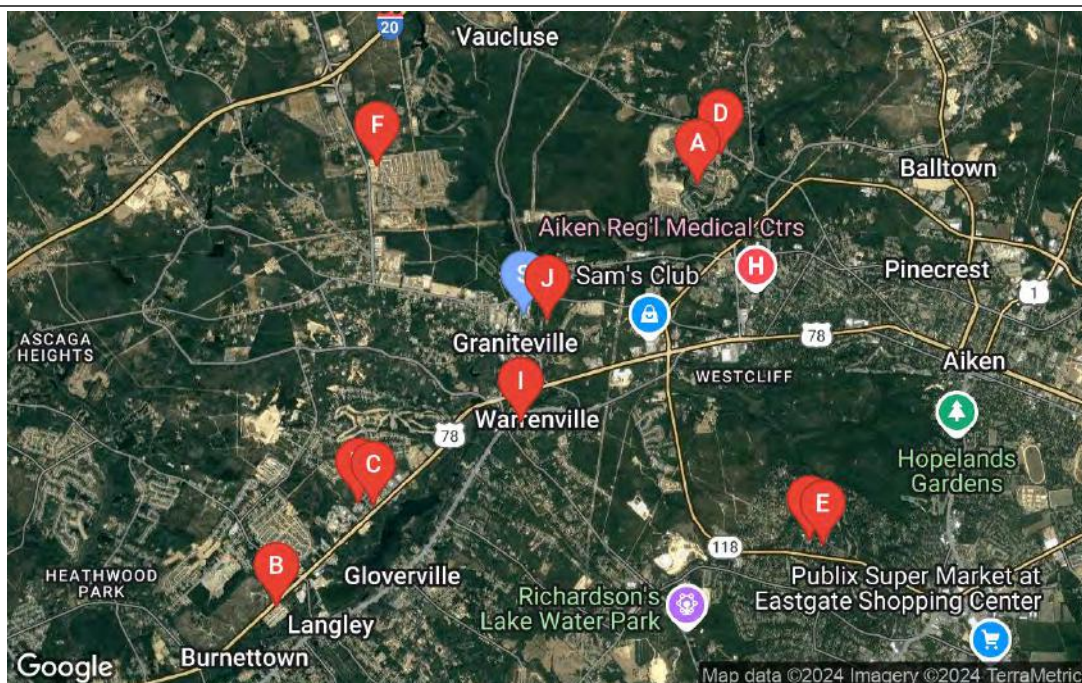 20
Vaucluse
F
D
A
Balltown
Aiken Reg'l Medical Ctrs
H
Pinecrest
S
J
Sam's Club
1
ASCAGA
HEIGHTS
Graniteville
78
WESTCLIFF
Aiken
I
Warrenville
78
C
Hopelands
Gardens
E
118
B
HEATHWOOD
PARK
Gloverville
Richardson's
Lake Water Park
Publix Super Market at
Eastgate Shopping Center
Langley
Burnettown
Google
Map data ©2024 Imagery ©2024 TerraMetrics